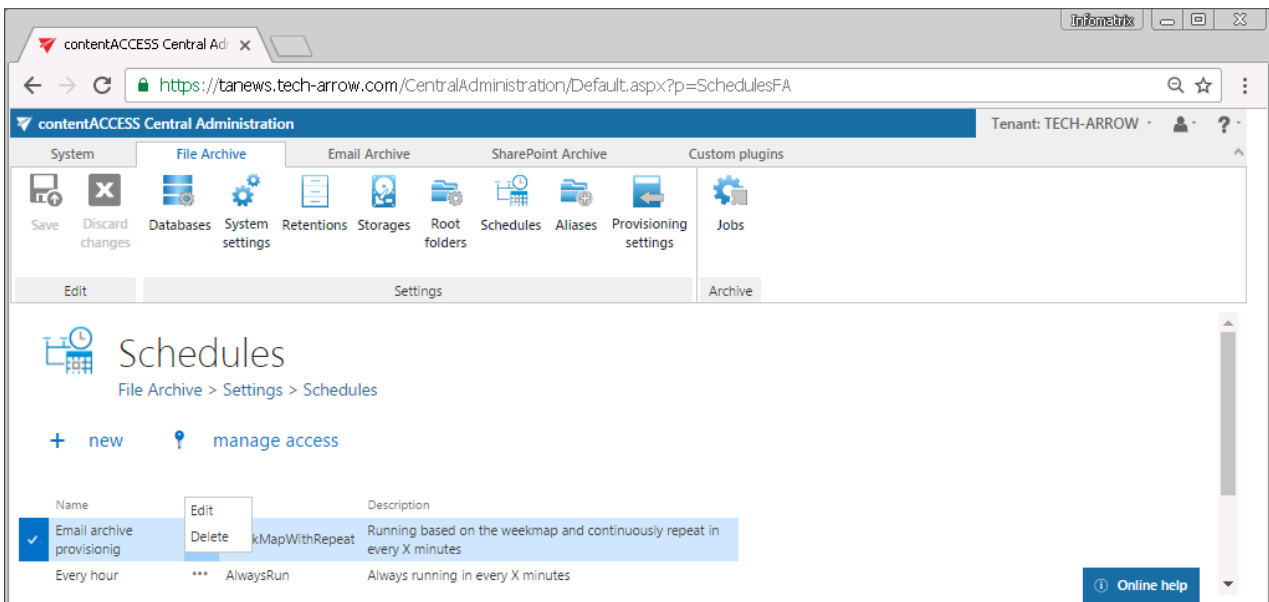 Infometrix
contentACCESS Central Adr
https://tanews.tech-arrow.com/CentralAdministration/Default.aspx?p=SchedulesFA
contentACCESS Central Administration
Tenant: TECH-ARROW
?
System
File Archive
Email Archive
SharePoint Archive
Custom plugins
Save
Discard
changes
Databases
System
settings
Retentions
Storages
Root
folders
Schedules
Aliases
Provisioning
settings
Jobs
Edit
Settings
Archive
Schedules
File Archive > Settings > Schedules
+ new
manage access
Name
Description
Edit
Delete
Email archive
provisionig
kMapWithRepeat
Running based on the weekmap and continuously repeat in
every X minutes
Every hour
***
AlwaysRun
Always running in every X minutes
Online help